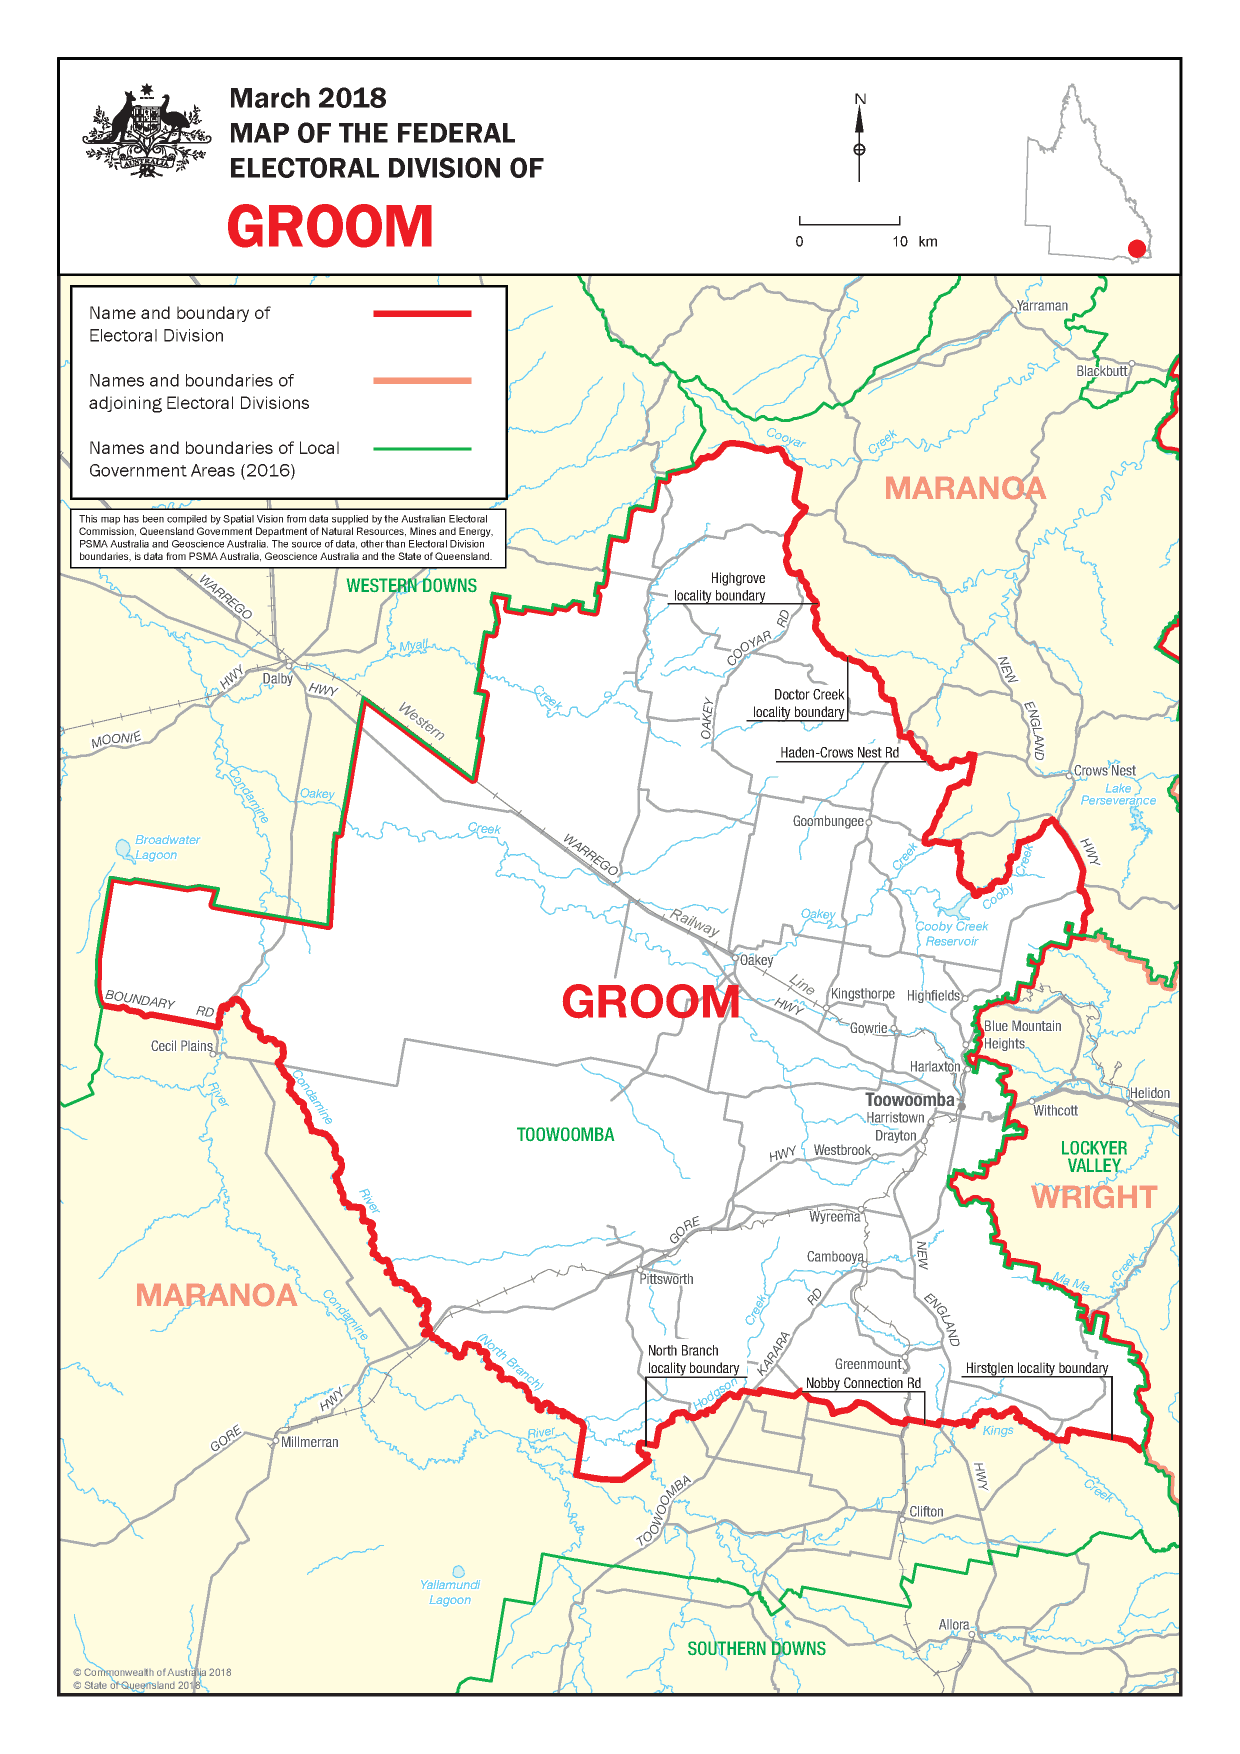 March 2018
MAP OF THE FEDERAL
ELECTORAL DIVISION OF
GROOM
AUSTRALIA
N
0 10 km
Name and boundary of
Electoral Division
Names and boundaries of
adjoining Electoral Divisions
Names and boundaries of Local
Government Areas (2016)
This map has been compiled by Spatial Vision from data supplied by the Australian Electoral
Commission, Queensland Government Department of Natural Resources, Mines and Energy,
PSMA Australia and Geoscience Australia. The source of data, other than Electoral Division
boundaries, is data from PSMA Australia, Geoscience Australia and the State of Queensland.
Yarraman
Blackbutt
Cooyar
Creek
MARANOA
WESTERN DOWNS
WARREGO
Highgrove
locality boundary
COOYAR RD
Myall
Creek
Dalby
HWY
HWY
MOONIE
Western
OAKEY
Doctor Creek
locality boundary
NEW
ENGLAND
Haden-Crows Nest Rd
Crows Nest
Lake
Perseverance
Condamine
Oakey
Creek
Goombungee
Broadwater
Lagoon
WARREGO
Creek
Cooby
Creek
HWY
Railway
Oakey
Cooby Creek
Reservoir
Oakey
Line
HWY
BOUNDARY RD
GROOM
Kingsthorpe
Highfields
Gowrie
Blue Mountain
Heights
Cecil Plains
Harlaxton
River
Condamine
Toowoomba
Helidon
Withcott
Harristown
TOOWOOMBA
Drayton
HWY
Westbrook
LOCKYER
VALLEY
WRIGHT
River
GORE
Wyreema
Cambooya
NEW
Pittsworth
Ma Ma
Creek
MARANOA
Condamine
Creek
RD
ENGLAND
(North Branch)
North Branch
locality boundary
KARARA
Greenmount
Nobby Connection Rd
Hirstglen locality boundary
Hodgson
HWY
GORE
Millmerran
River
Kings
HWY
Creek
TOOWOOMBA
Clifton
Yallamundi
Lagoon
Allora
SOUTHERN DOWNS
© Commonwealth of Australia 2018
© State of Queensland 2018